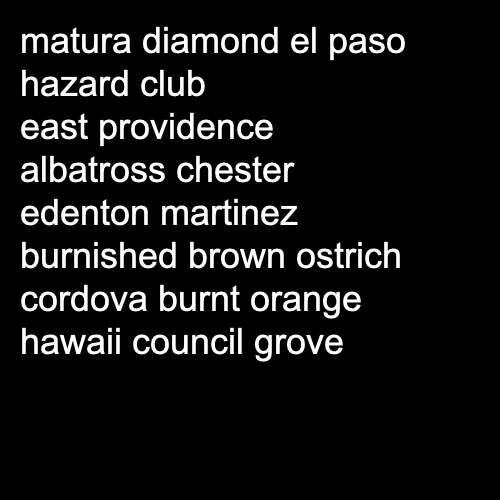 matura diamond el paso
hazard club
east providence
albatross chester
edenton martinez
burnished brown ostrich
cordova burnt orange
hawaii council grove